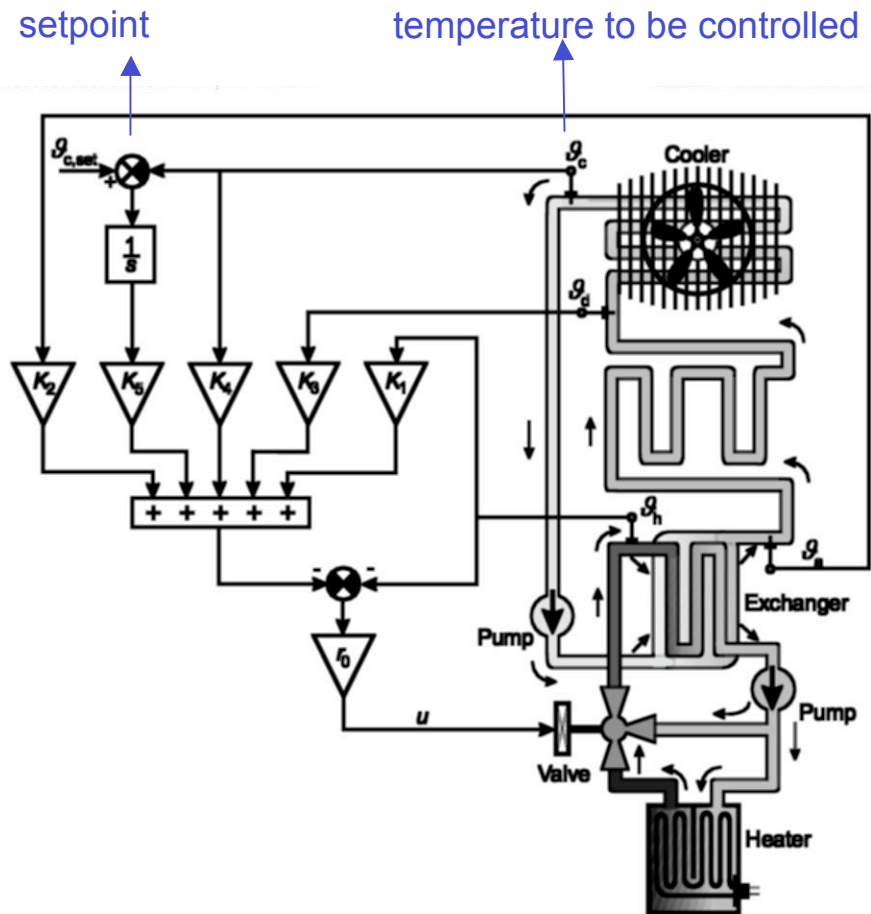 setpoint
temperature to be controlled
ϑc,set
+
ϑc
Cooler
1
s
ϑd
K2
K5
K4
K3
K1
+ + + + +
ϑh
ϑa
Exchanger
- -
Pump
r0
Pump
u
Valve
Heater